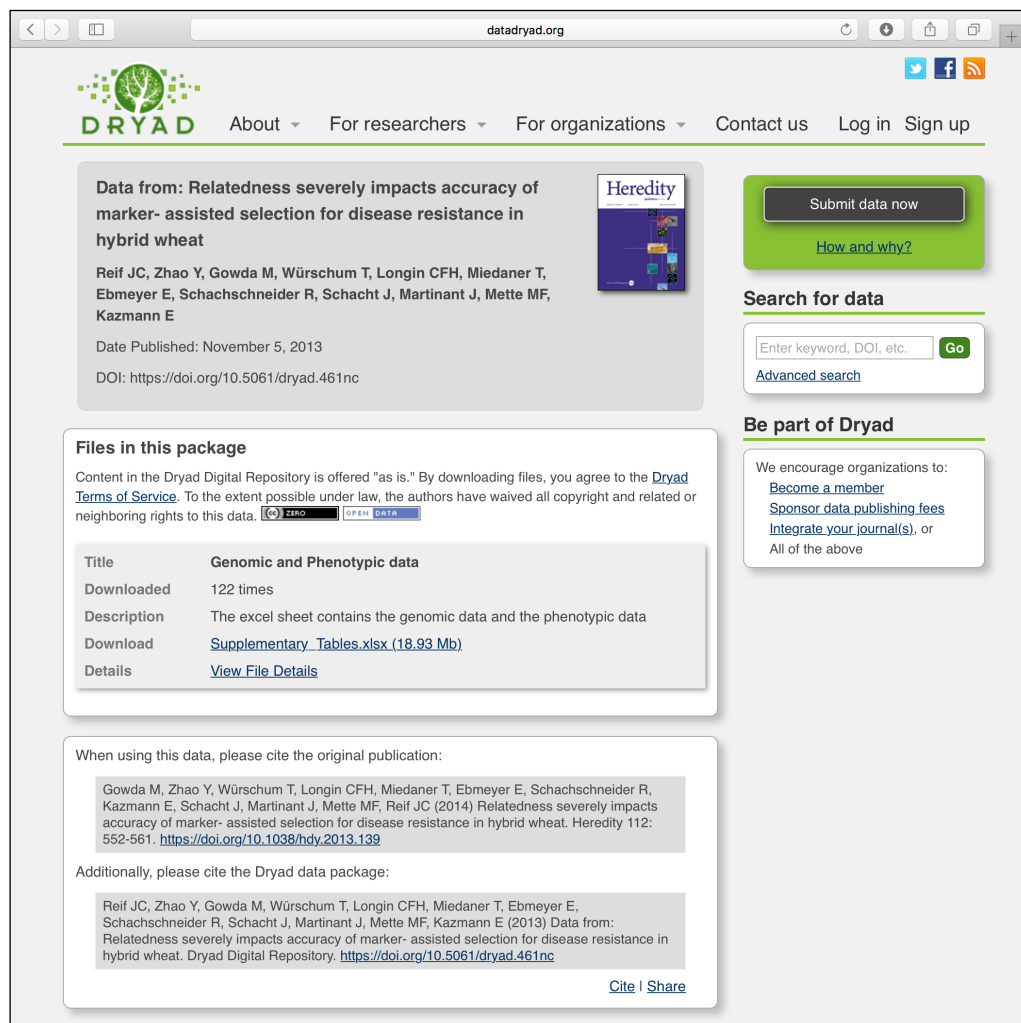 datadryad.org
DRYAD
About
For researchers
For organizations
Contact us
Log in
Sign up
Data from: Relatedness severely impacts accuracy of
marker- assisted selection for disease resistance in
hybrid wheat
Reif JC, Zhao Y, Gowda M, Würschum T, Longin CFH, Miedaner T,
Ebmeyer E, Schachschneider R, Schacht J, Martinant J, Mette MF,
Kazmann E
Date Published: November 5, 2013
DOI: https://doi.org/10.5061/dryad.461nc
Heredity
Submit data now
How and why?
Search for data
Enter keyword, DOI, etc.
Go
Advanced search
Be part of Dryad
We encourage organizations to:
Become a member
Sponsor data publishing fees
Integrate your journal(s), or
All of the above
Files in this package
Content in the Dryad Digital Repository is offered "as is." By downloading files, you agree to the Dryad
Terms of Service. To the extent possible under law, the authors have waived all copyright and related or
neighboring rights to this data. cc ZERO OPEN DATA
Title Genomic and Phenotypic data
Downloaded 122 times
Description The excel sheet contains the genomic data and the phenotypic data
Download Supplementary_Tables.xlsx (18.93 Mb)
Details View File Details
When using this data, please cite the original publication:
Gowda M, Zhao Y, Würschum T, Longin CFH, Miedaner T, Ebmeyer E, Schachschneider R,
Kazmann E, Schacht J, Martinant J, Mette MF, Reif JC (2014) Relatedness severely impacts
accuracy of marker- assisted selection for disease resistance in hybrid wheat. Heredity 112:
552-561. https://doi.org/10.1038/hdy.2013.139
Additionally, please cite the Dryad data package:
Reif JC, Zhao Y, Gowda M, Würschum T, Longin CFH, Miedaner T, Ebmeyer E,
Schachschneider R, Schacht J, Martinant J, Mette MF, Kazmann E (2013) Data from:
Relatedness severely impacts accuracy of marker- assisted selection for disease resistance in
hybrid wheat. Dryad Digital Repository. https://doi.org/10.5061/dryad.461nc
Cite | Share